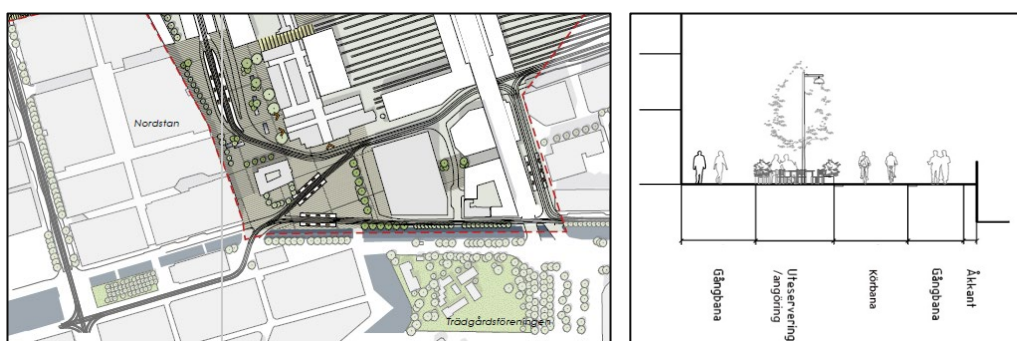 Nordstan
Trädgårdsföreningen
Gångbana
Uteservering
/angöring
Körbana
Gångbana
Åkkant